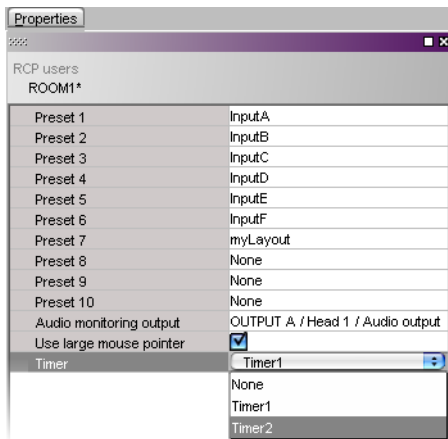 Properties
RCP users
ROOM1*
Preset 1 InputA
Preset 2 InputB
Preset 3 InputC
Preset 4 InputD
Preset 5 InputE
Preset 6 InputF
Preset 7 myLayout
Preset 8 None
Preset 9 None
Preset 10 None
Audio monitoring output OUTPUT A / Head 1 / Audio output
Use large mouse pointer
Timer Timer1
None
Timer1
Timer2